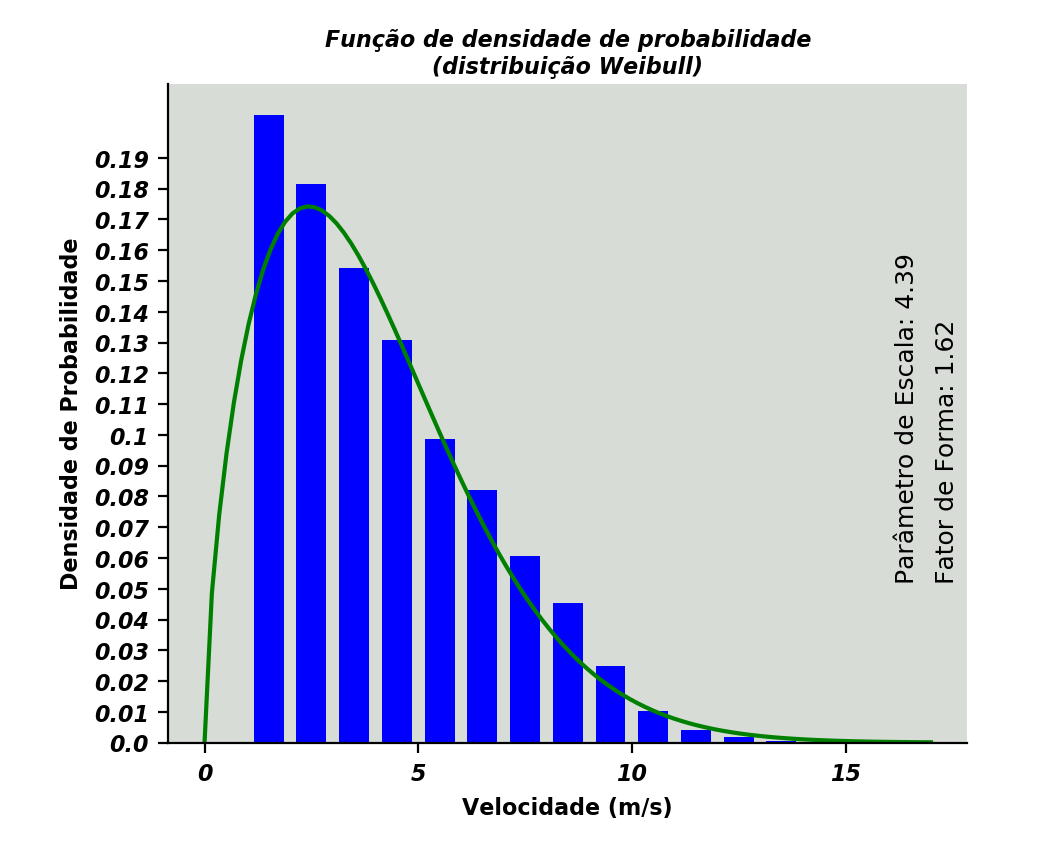 Função de densidade de probabilidade
(distribuição Weibull)
Densidade de Probabilidade
0.19
0.18
0.17
0.16
0.15
0.14
0.13
0.12
0.11
0.1
0.09
0.08
0.07
0.06
0.05
0.04
0.03
0.02
0.01
0.0
Parâmetro de Escala: 4.39
Fator de Forma: 1.62
0 5 10 15
Velocidade (m/s)